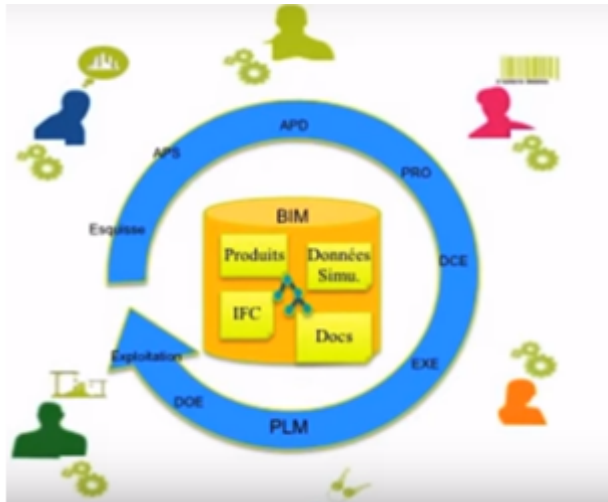 APD
APS
PRO
Esquisse
BIM
Produits
Données
Simu.
DCE
IFC
Docs
Exploitation
EXE
DOE
PLM